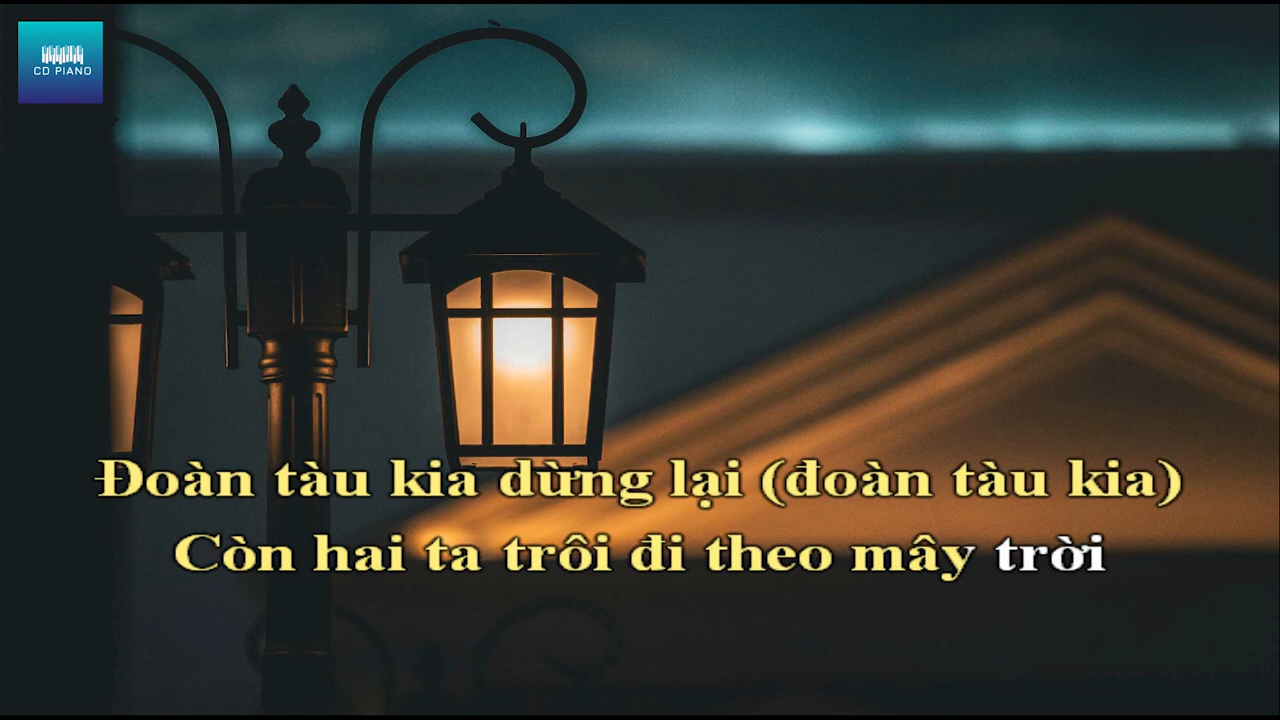 CD PIANO
Đoàn tàu kia dừng lại (đoàn tàu kia)
Còn hai ta trôi đi theo mây trời